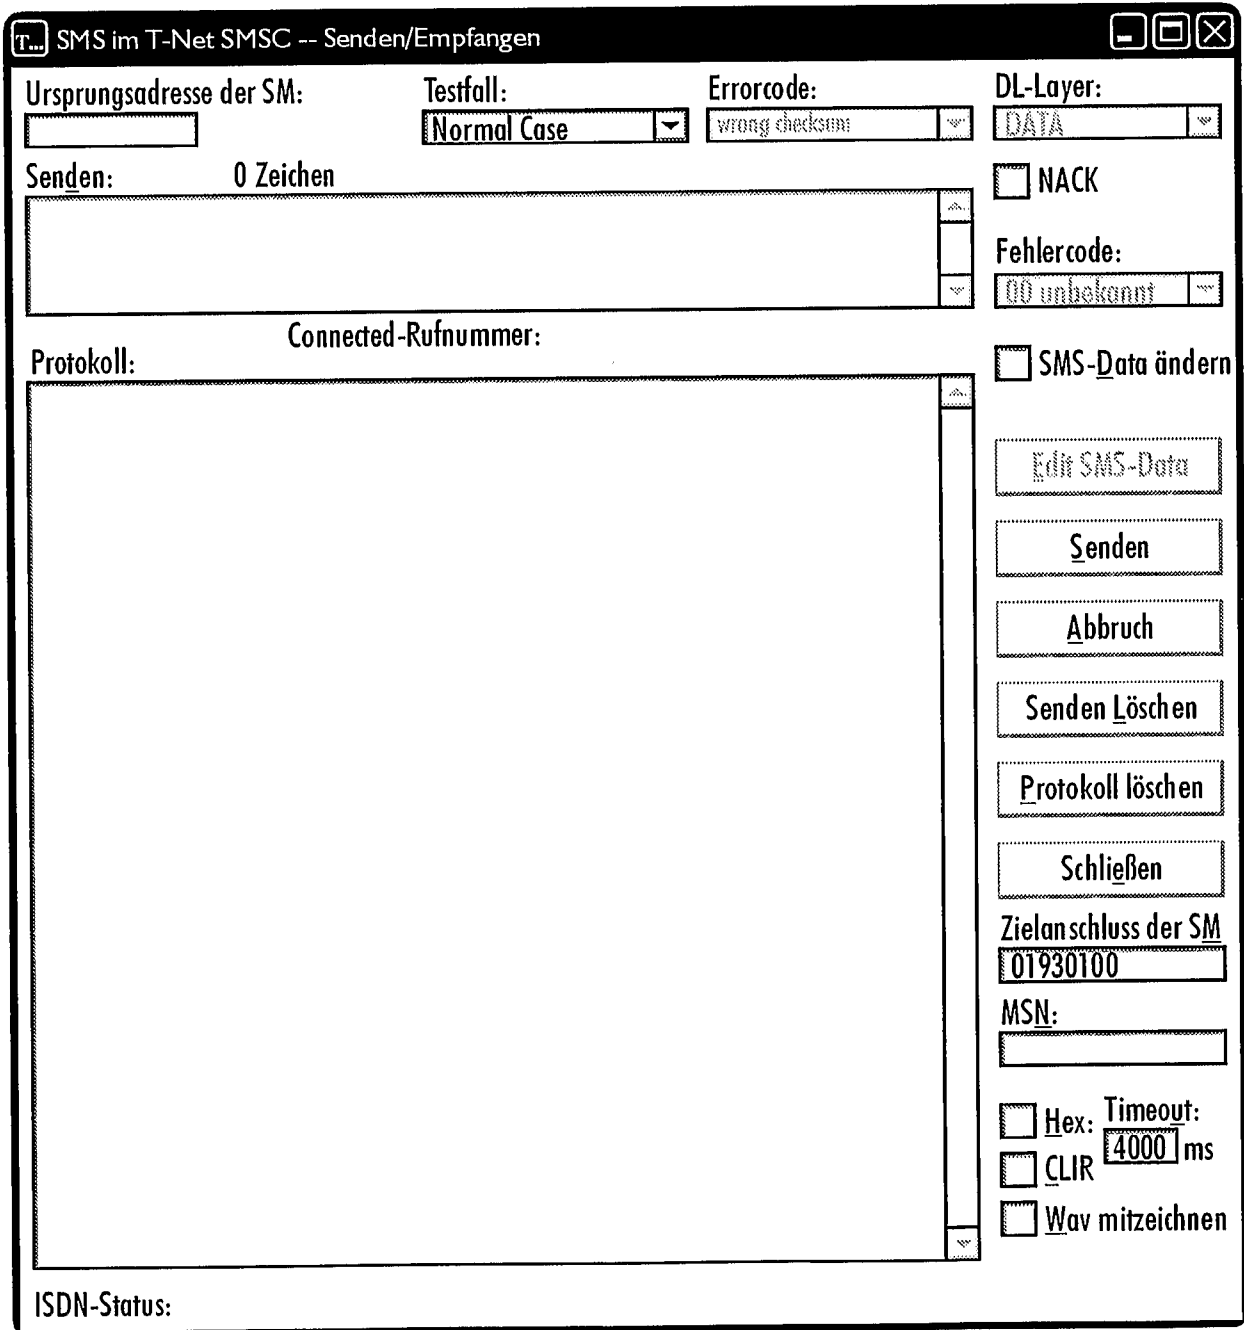 T... SMS im T-Net SMSC -- Senden/Empfangen
Ursprungsadresse der SM:
Testfall:
Normal Case
Errorcode:
wrong checksum
DL-Layer:
DATA
Senden: 0 Zeichen
NACK
Fehlercode:
00 unbekannt
Connected-Rufnummer:
Protokoll:
SMS-Data ändern
Edit SMS-Data
Senden
Abbruch
Senden Löschen
Protokoll löschen
Schließen
Zielanschluss der SM
01930100
MSN:
Hex:
Timeout:
4000 ms
CLIR
Wav mitzeichnen
ISDN-Status: